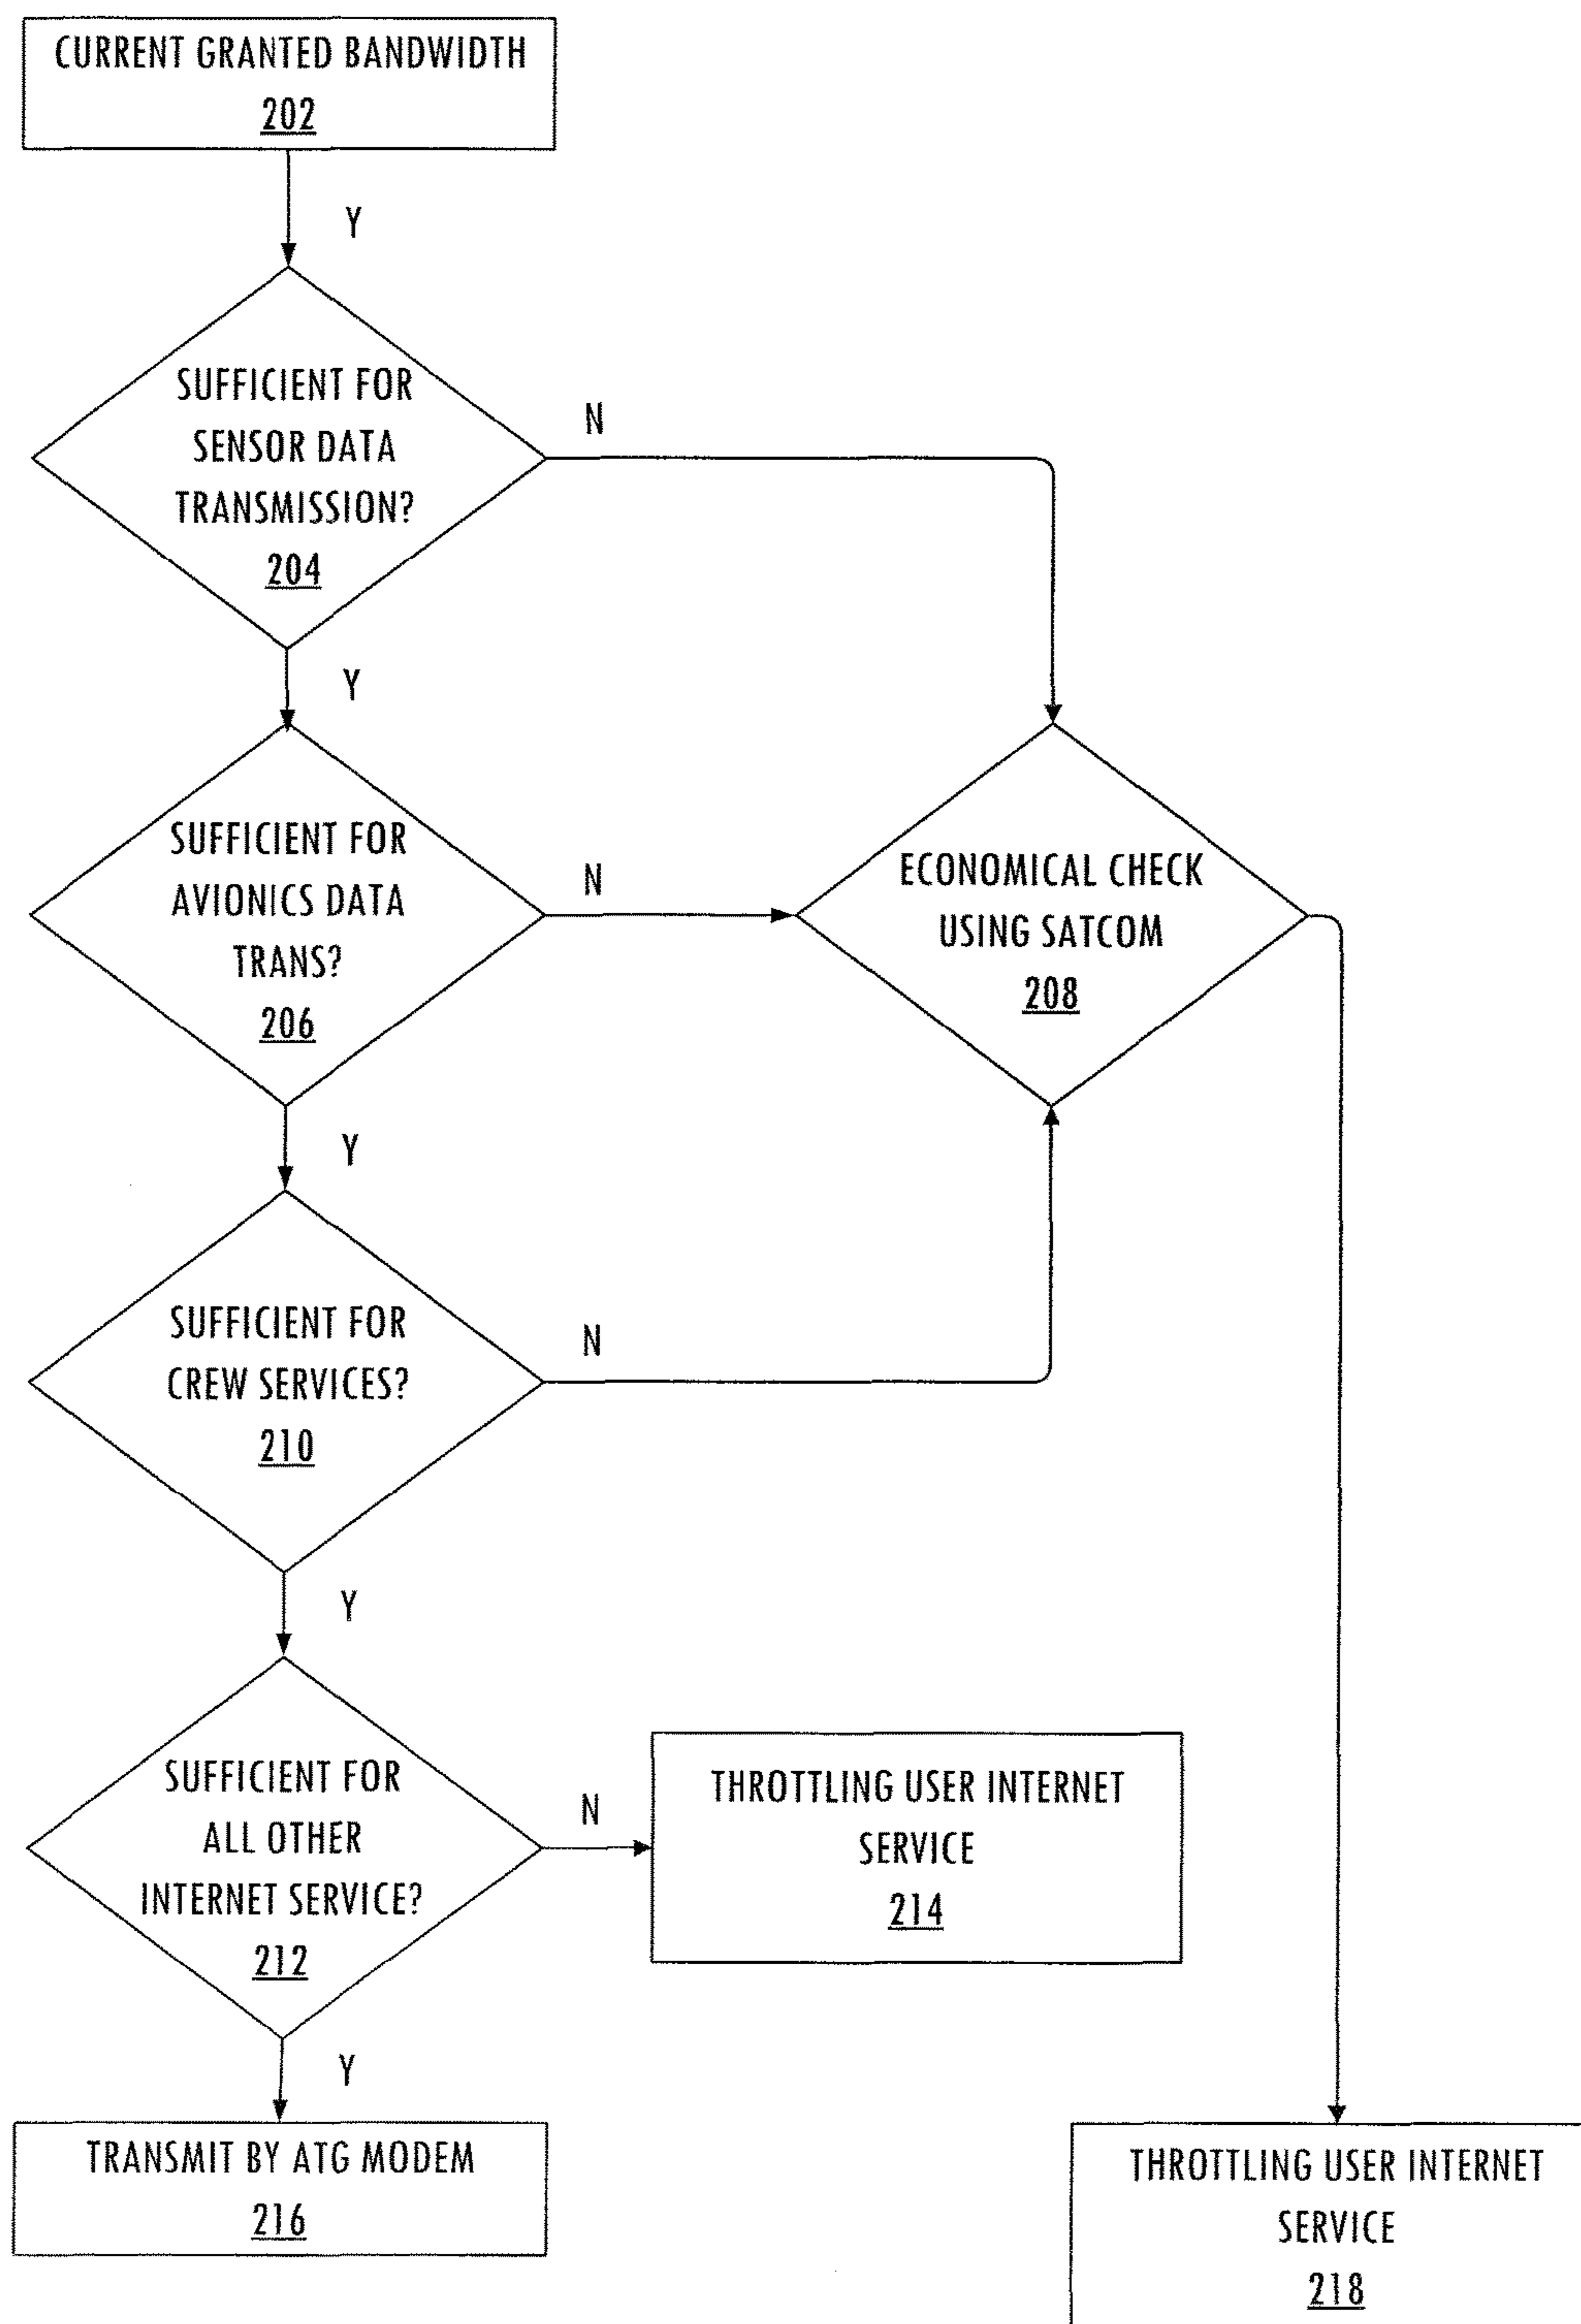 CURRENT GRANTED BANDWIDTH
202
Y
SUFFICIENT FOR
SENSOR DATA
TRANSMISSION?
204
N
Y
SUFFICIENT FOR
AVIONICS DATA
TRANS?
206
N
ECONOMICAL CHECK
USING SATCOM
208
Y
SUFFICIENT FOR
CREW SERVICES?
210
N
Y
SUFFICIENT FOR
ALL OTHER
INTERNET SERVICE?
212
N
THROTTLING USER INTERNET
SERVICE
214
Y
TRANSMIT BY ATG MODEM
216
THROTTLING USER INTERNET
SERVICE
218